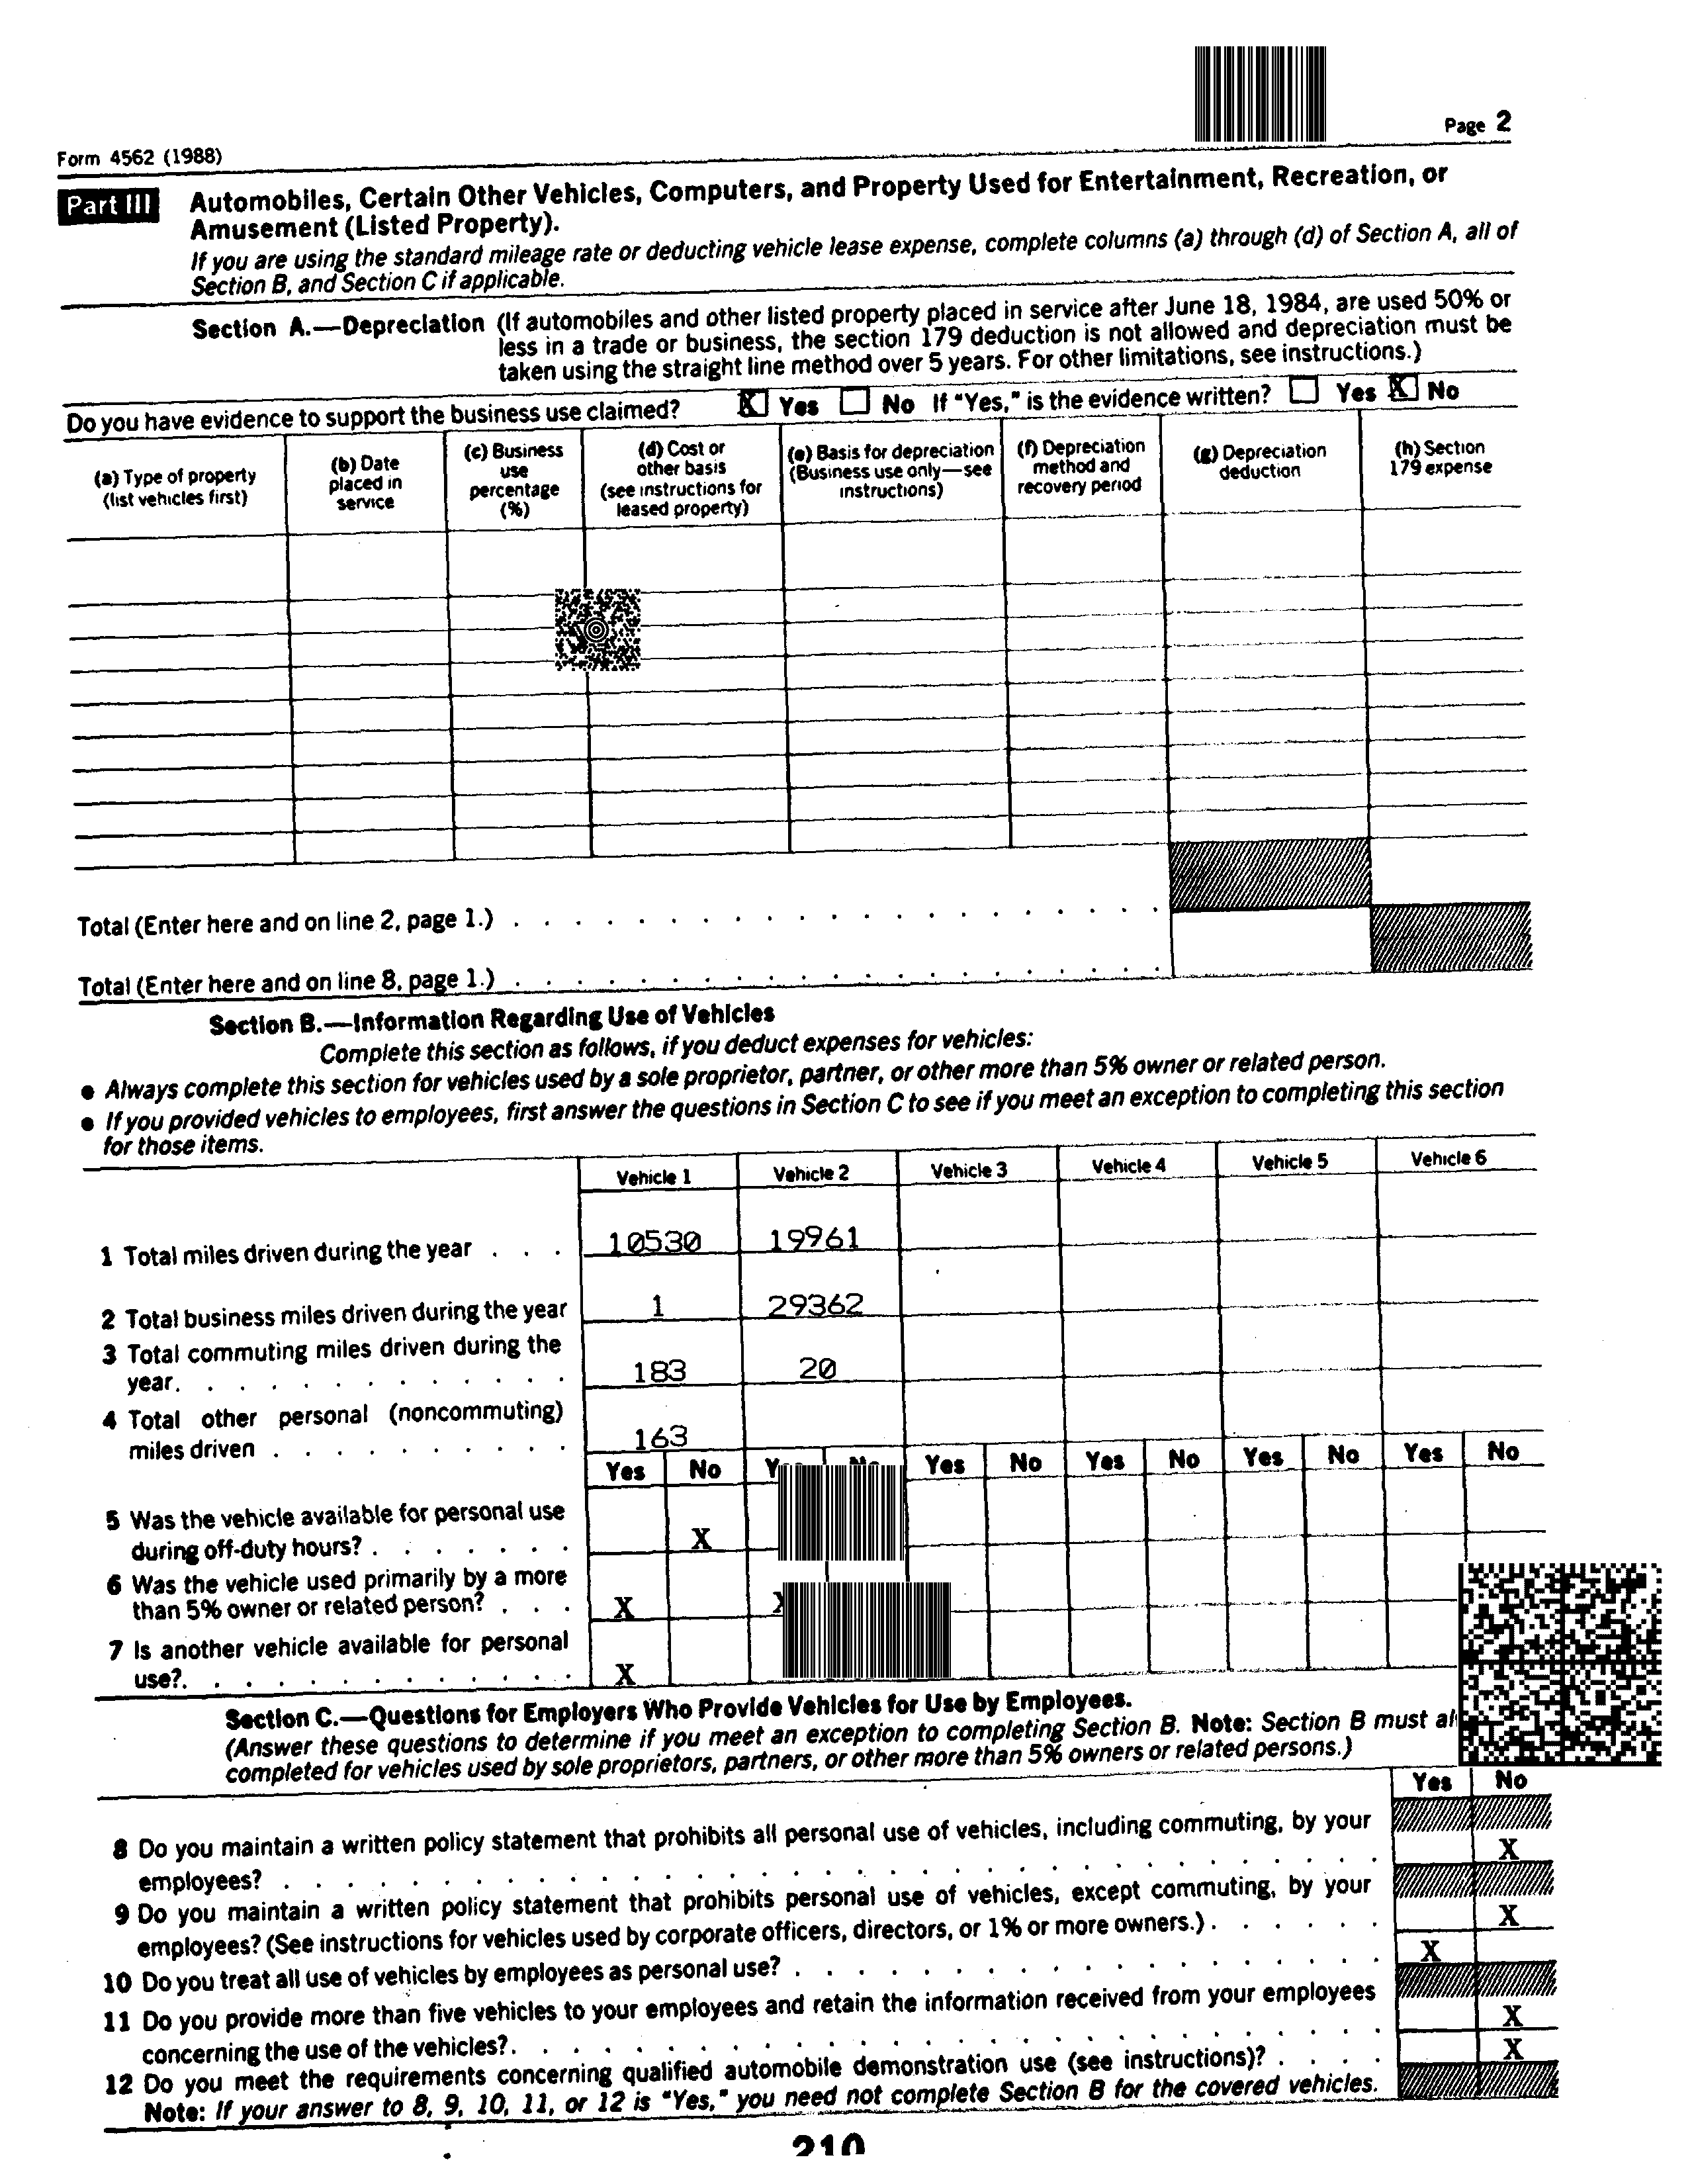 Page 2
Form 4562 (1988)
Part III
Automobiles, Certain Other Vehicles, Computers, and Property Used for Entertainment, Recreation, or
Amusement (Listed Property).
If you are using the standard mileage rate or deducting vehicle lease expense, complete columns (a) through (d) of Section A, all of
Section B, and Section C if applicable.
Section A.—Depreciation (If automobiles and other listed property placed in service after June 18, 1984, are used 50% or
less in a trade or business, the section 179 deduction is not allowed and depreciation must be
taken using the straight line method over 5 years. For other limitations, see instructions.)
Do you have evidence to support the business use claimed? X Yes No If "Yes," is the evidence written? Yes X No
(a) Type of property
(list vehicles first)
(b) Date
placed in
service
(c) Business
use
percentage
(%)
(d) Cost or
other basis
(see instructions for
leased property)
(e) Basis for depreciation
(Business use only—see
instructions)
(f) Depreciation
method and
recovery period
(g) Depreciation
deduction
(h) Section
179 expense
Total (Enter here and on line 2, page 1.) . . . . . . . . . . . . . . . . . . . . .
Total (Enter here and on line 8, page 1.) . . . . . . . . . . . . . . . . . . . . .
Section B.—Information Regarding Use of Vehicles
Complete this section as follows, if you deduct expenses for vehicles:
● Always complete this section for vehicles used by a sole proprietor, partner, or other more than 5% owner or related person.
● If you provided vehicles to employees, first answer the questions in Section C to see if you meet an exception to completing this section
for those items.
Vehicle 1 Vehicle 2 Vehicle 3 Vehicle 4 Vehicle 5 Vehicle 6
1 Total miles driven during the year . . . 10530 19961
2 Total business miles driven during the year 1 29362
3 Total commuting miles driven during the
year. . . . . . . . . . . . . 183 20
4 Total other personal (noncommuting)
miles driven . . . . . . . . . . 163
Yes No Yes No Yes No Yes No Yes No
5 Was the vehicle available for personal use
during off-duty hours? . . . . . . . X
6 Was the vehicle used primarily by a more
than 5% owner or related person? . . . X
7 Is another vehicle available for personal
use?. . . . . . . . . . . . . X
Section C.—Questions for Employers Who Provide Vehicles for Use by Employees.
(Answer these questions to determine if you meet an exception to completing Section B. Note: Section B must
completed for vehicles used by sole proprietors, partners, or other more than 5% owners or related persons.)
Yes No
8 Do you maintain a written policy statement that prohibits all personal use of vehicles, including commuting, by your
employees? . . . . . . . . . . . . . . . . . . . . . . . . . . . . X
9 Do you maintain a written policy statement that prohibits personal use of vehicles, except commuting, by your
employees? (See instructions for vehicles used by corporate officers, directors, or 1% or more owners.) . . . . . . X
10 Do you treat all use of vehicles by employees as personal use? . . . . . . . . . . . . . . . . X
11 Do you provide more than five vehicles to your employees and retain the information received from your employees
concerning the use of the vehicles?. . . . . . . . . . . . . . . . . . . . . . . X
12 Do you meet the requirements concerning qualified automobile demonstration use (see instructions)? . . . . X
Note: If your answer to 8, 9, 10, 11, or 12 is "Yes," you need not complete Section B for the covered vehicles.
210